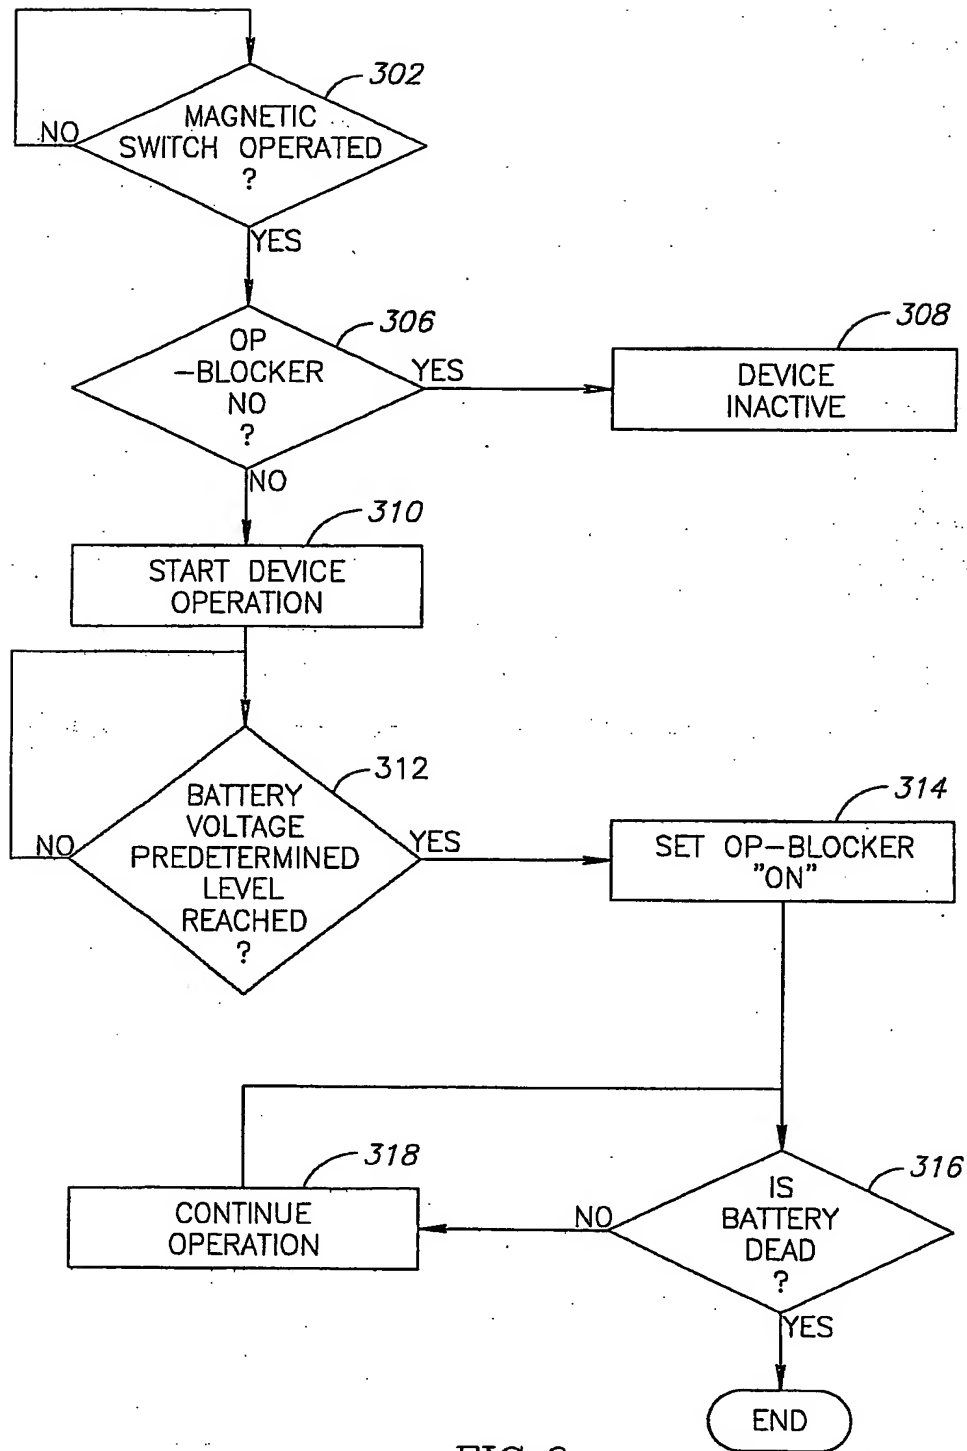 302
MAGNETIC
SWITCH OPERATED
?
NO
YES
306
OP
-BLOCKER
NO
?
YES
308
DEVICE
INACTIVE
NO
310
START DEVICE
OPERATION
312
BATTERY
VOLTAGE
PREDETERMINED
LEVEL
REACHED
?
NO
YES
314
SET OP-BLOCKER
"ON"
318
CONTINUE
OPERATION
316
IS
BATTERY
DEAD
?
NO
YES
END